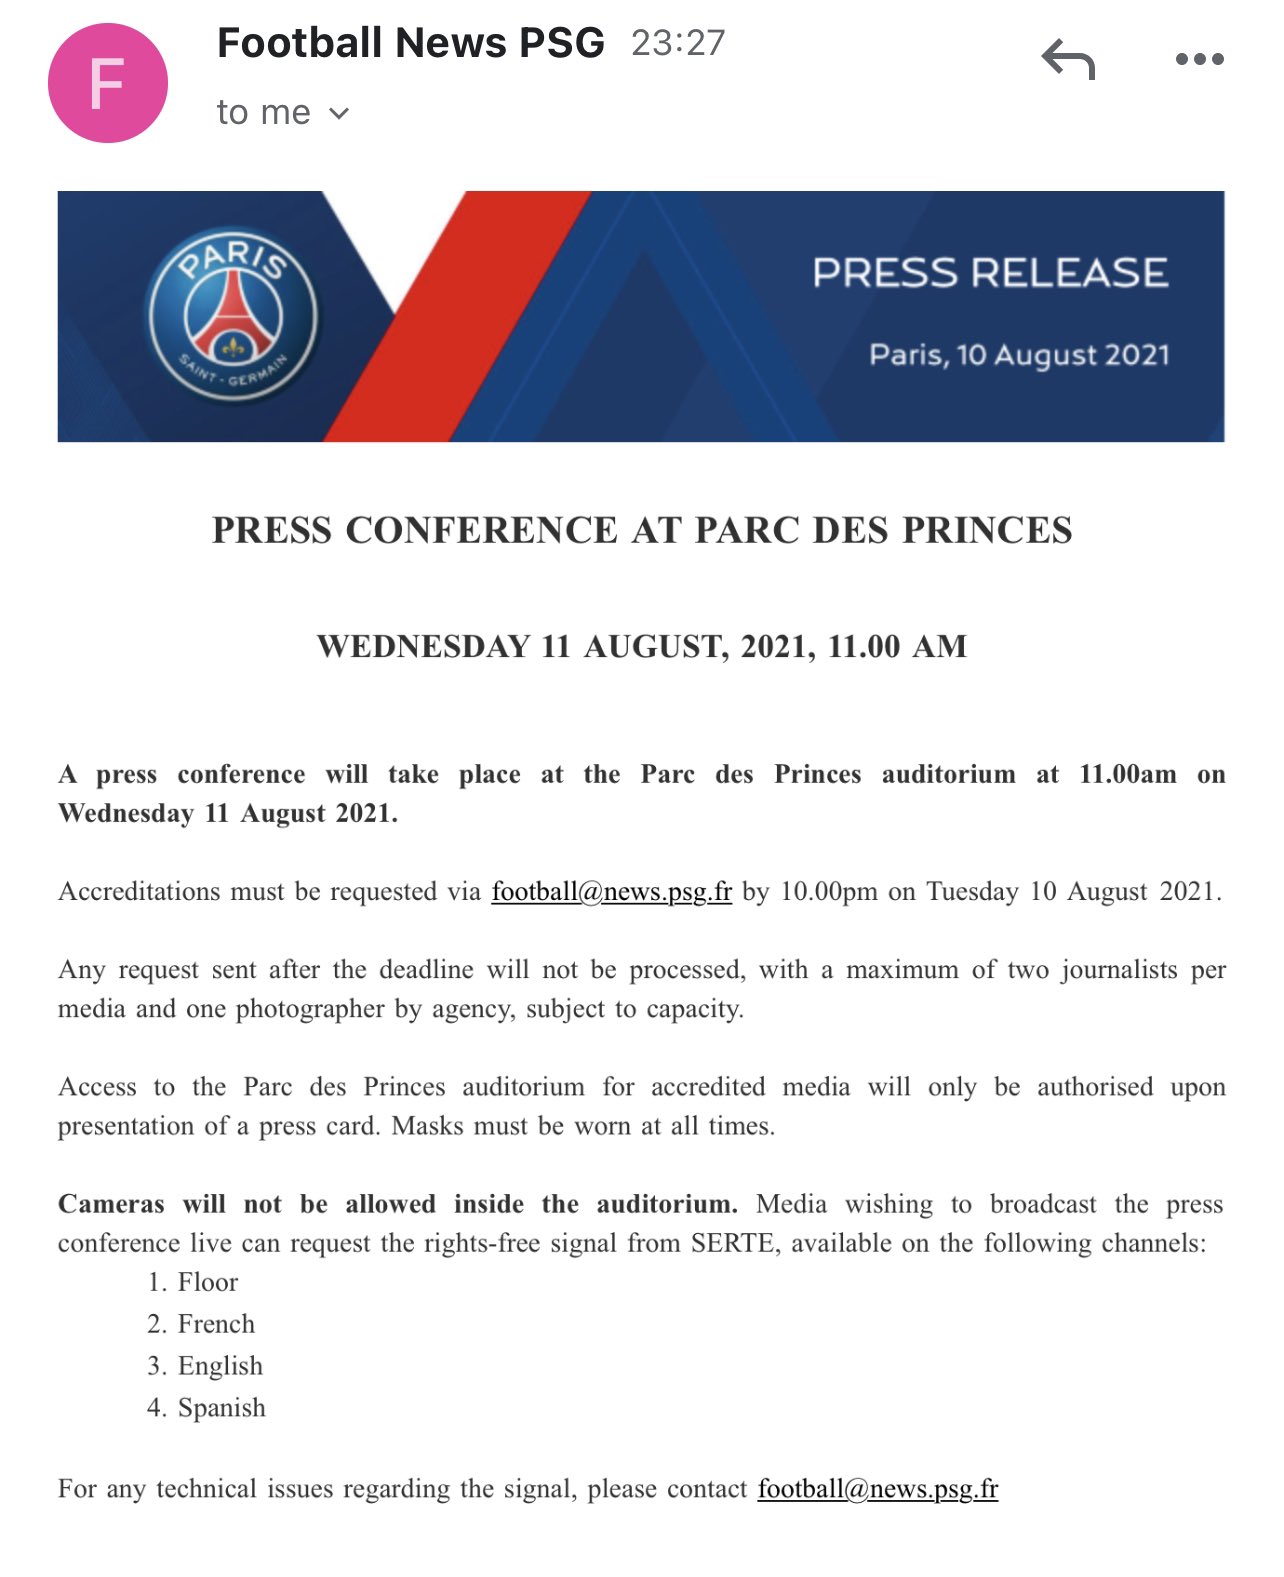 F
Football News PSG 23:27
to me
PARIS
SAINT-GERMAIN
PRESS RELEASE
Paris, 10 August 2021
PRESS CONFERENCE AT PARC DES PRINCES
WEDNESDAY 11 AUGUST, 2021, 11.00 AM
A press conference will take place at the Parc des Princes auditorium at 11.00am on
Wednesday 11 August 2021.
Accreditations must be requested via football@news.psg.fr by 10.00pm on Tuesday 10 August 2021.
Any request sent after the deadline will not be processed, with a maximum of two journalists per
media and one photographer by agency, subject to capacity.
Access to the Parc des Princes auditorium for accredited media will only be authorised upon
presentation of a press card. Masks must be worn at all times.
Cameras will not be allowed inside the auditorium. Media wishing to broadcast the press
conference live can request the rights-free signal from SERTE, available on the following channels:
1. Floor
2. French
3. English
4. Spanish
For any technical issues regarding the signal, please contact football@news.psg.fr